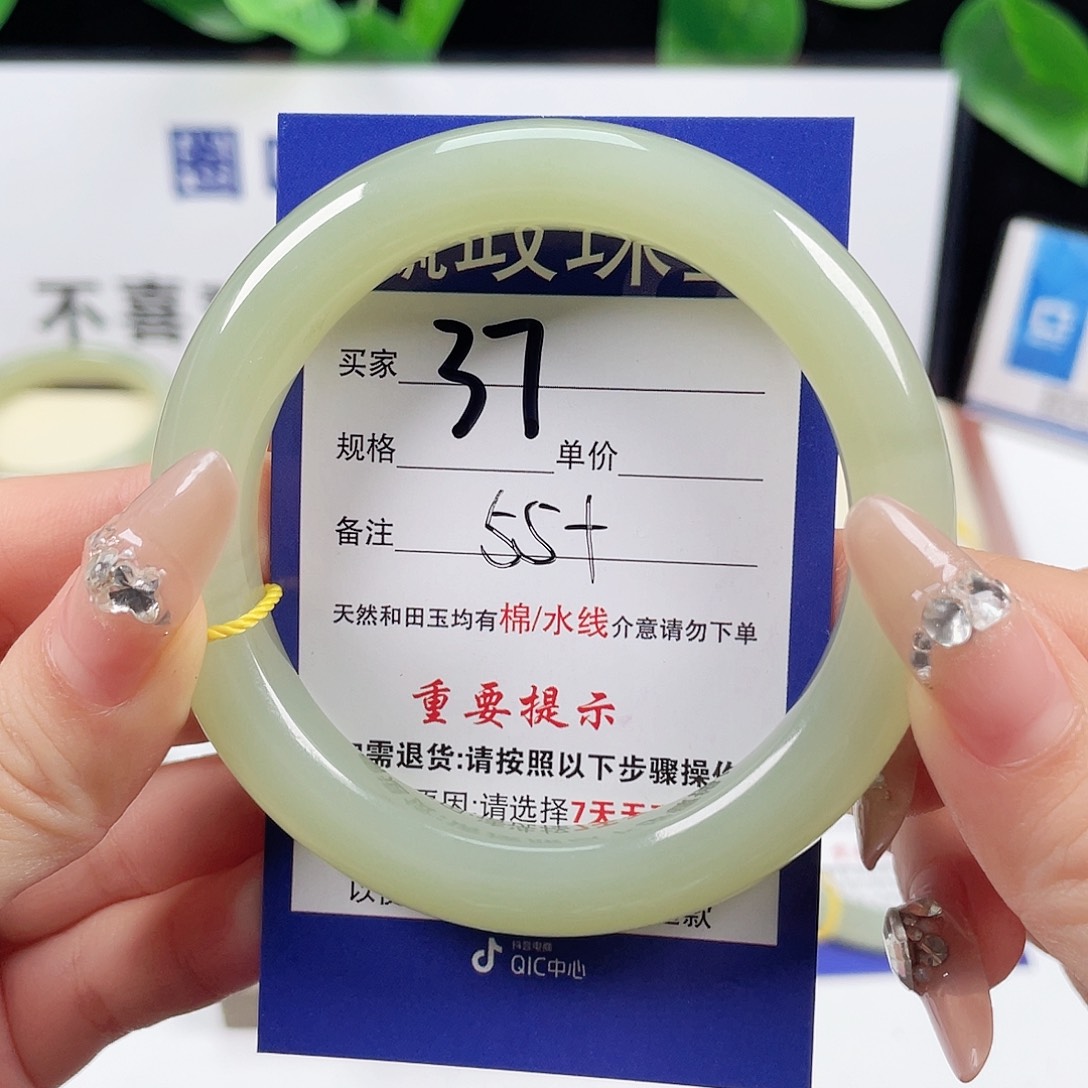 圈
不喜
买家 37
规格 单价
备注 55+
天然和田玉均有棉/水线介意请勿下单
重要提示
需退货:请按照以下步骤操作
原因:请选择7天无
抖音电商
QIC中心